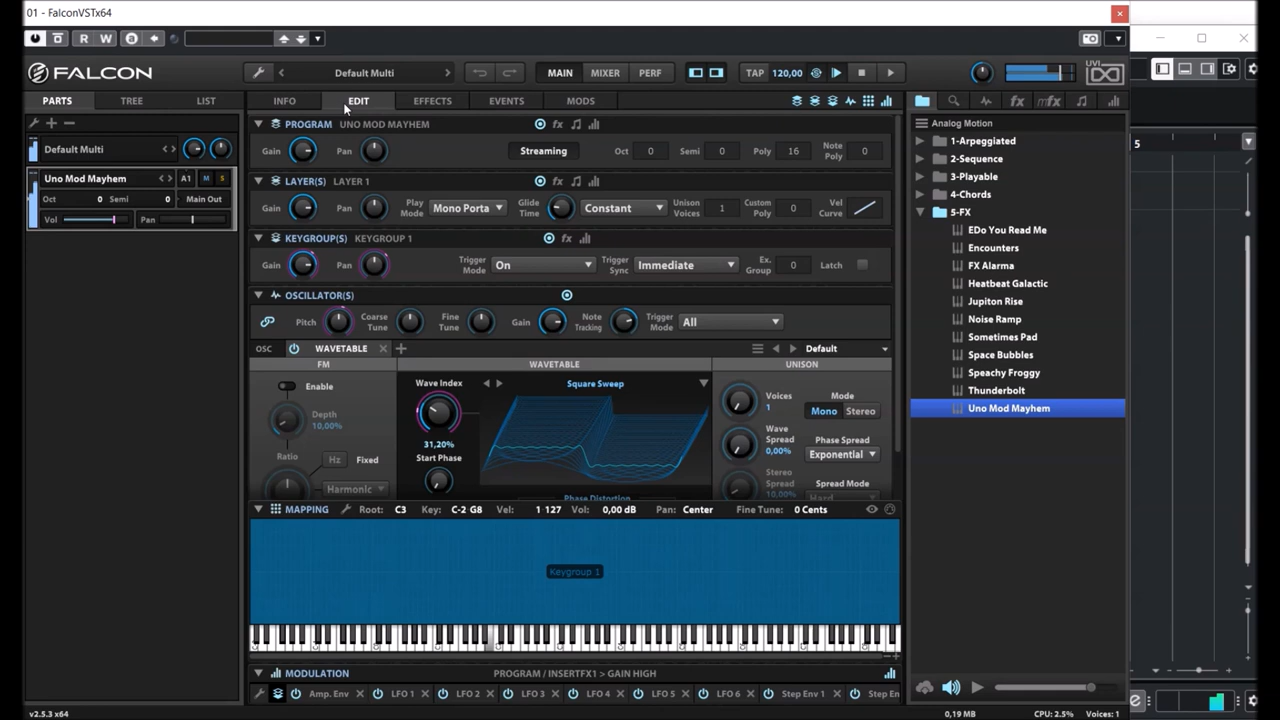 01 - FalconVSTx64
R W
FALCON
Default Multi
MAIN MIXER PERF
TAP 120,00
UVI
PARTS TREE LIST
INFO EDIT EFFECTS EVENTS MODS
Default Multi
Uno Mod Mayhem A1 M S
Oct 0 Semi 0 Main Out
Vol Pan
PROGRAM UNO MOD MAYHEM
Gain Pan Streaming Oct 0 Semi 0 Poly 16 Note Poly 0
LAYER(S) LAYER 1
Gain Pan Play Mode Mono Porta Glide Time Constant Unison Voices 1 Custom Poly 0 Vel Curve
KEYGROUP(S) KEYGROUP 1
Gain Pan Trigger Mode On Trigger Sync Immediate Ex. Group 0 Latch
OSCILLATOR(S)
Pitch Coarse Tune Fine Tune Gain Note Tracking Trigger Mode All
OSC WAVETABLE Default
FM WAVETABLE UNISON
Enable
Depth
10,00%
Ratio
Hz Fixed
Harmonic
Wave Index
31,20%
Start Phase
Square Sweep
Phase Distortion
Voices
1
Mode
Mono Stereo
Wave Spread
0,00%
Phase Spread
Exponential
Stereo Spread
10,00%
Spread Mode
Hard
MAPPING Root: C3 Key: C-2 G8 Vel: 1 127 Vol: 0,00 dB Pan: Center Fine Tune: 0 Cents
Keygroup 1
MODULATION PROGRAM / INSERTFX1 > GAIN HIGH
Amp. Env LFO 1 LFO 2 LFO 3 LFO 4 LFO 5 LFO 6 Step Env 1 Step En
Analog Motion
1-Arpeggiated
2-Sequence
3-Playable
4-Chords
5-FX
EDo You Read Me
Encounters
FX Alarma
Heatbeat Galactic
Jupiton Rise
Noise Ramp
Sometimes Pad
Space Bubbles
Speachy Froggy
Thunderbolt
Uno Mod Mayhem
5
v2.5.3 x64
0,19 MB CPU: 2.5% Voices: 1